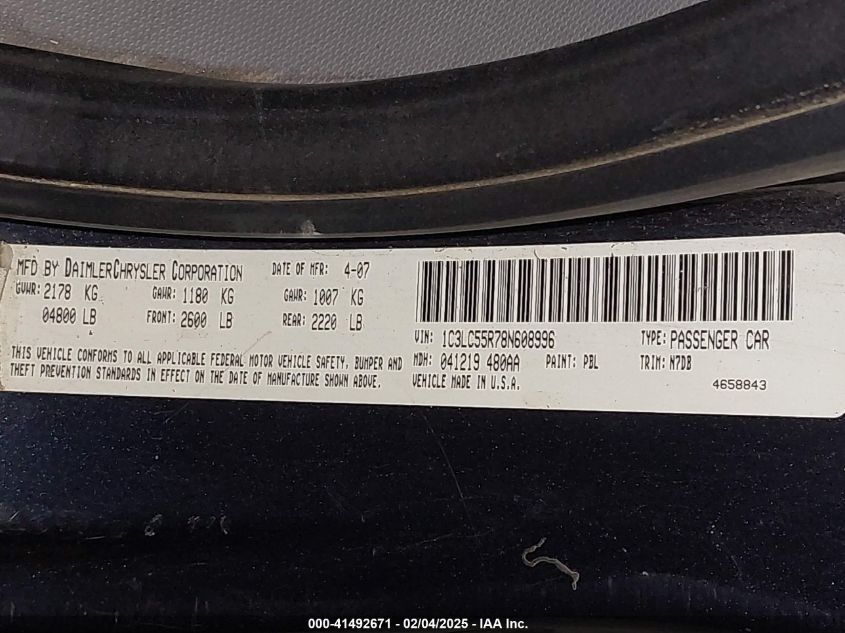 MFD BY DAIMLERCHRYSLER CORPORATION DATE OF MFR: 4-07
GVWR: 2178 KG GAWR: 1180 KG GAWR: 1007 KG
04800 LB FRONT: 2600 LB REAR: 2220 LB
THIS VEHICLE CONFORMS TO ALL APPLICABLE FEDERAL MOTOR VEHICLE SAFETY, BUMPER AND
THEFT PREVENTION STANDARDS IN EFFECT ON THE DATE OF MANUFACTURE SHOWN ABOVE.
VIN: 1C3LC55R78N608996 TYPE: PASSENGER CAR
MDH: 041219 480AA PAINT: PBL TRIM: N7DB
VEHICLE MADE IN U.S.A. 4658843
000-41492671 - 02/04/2025 - IAA Inc.